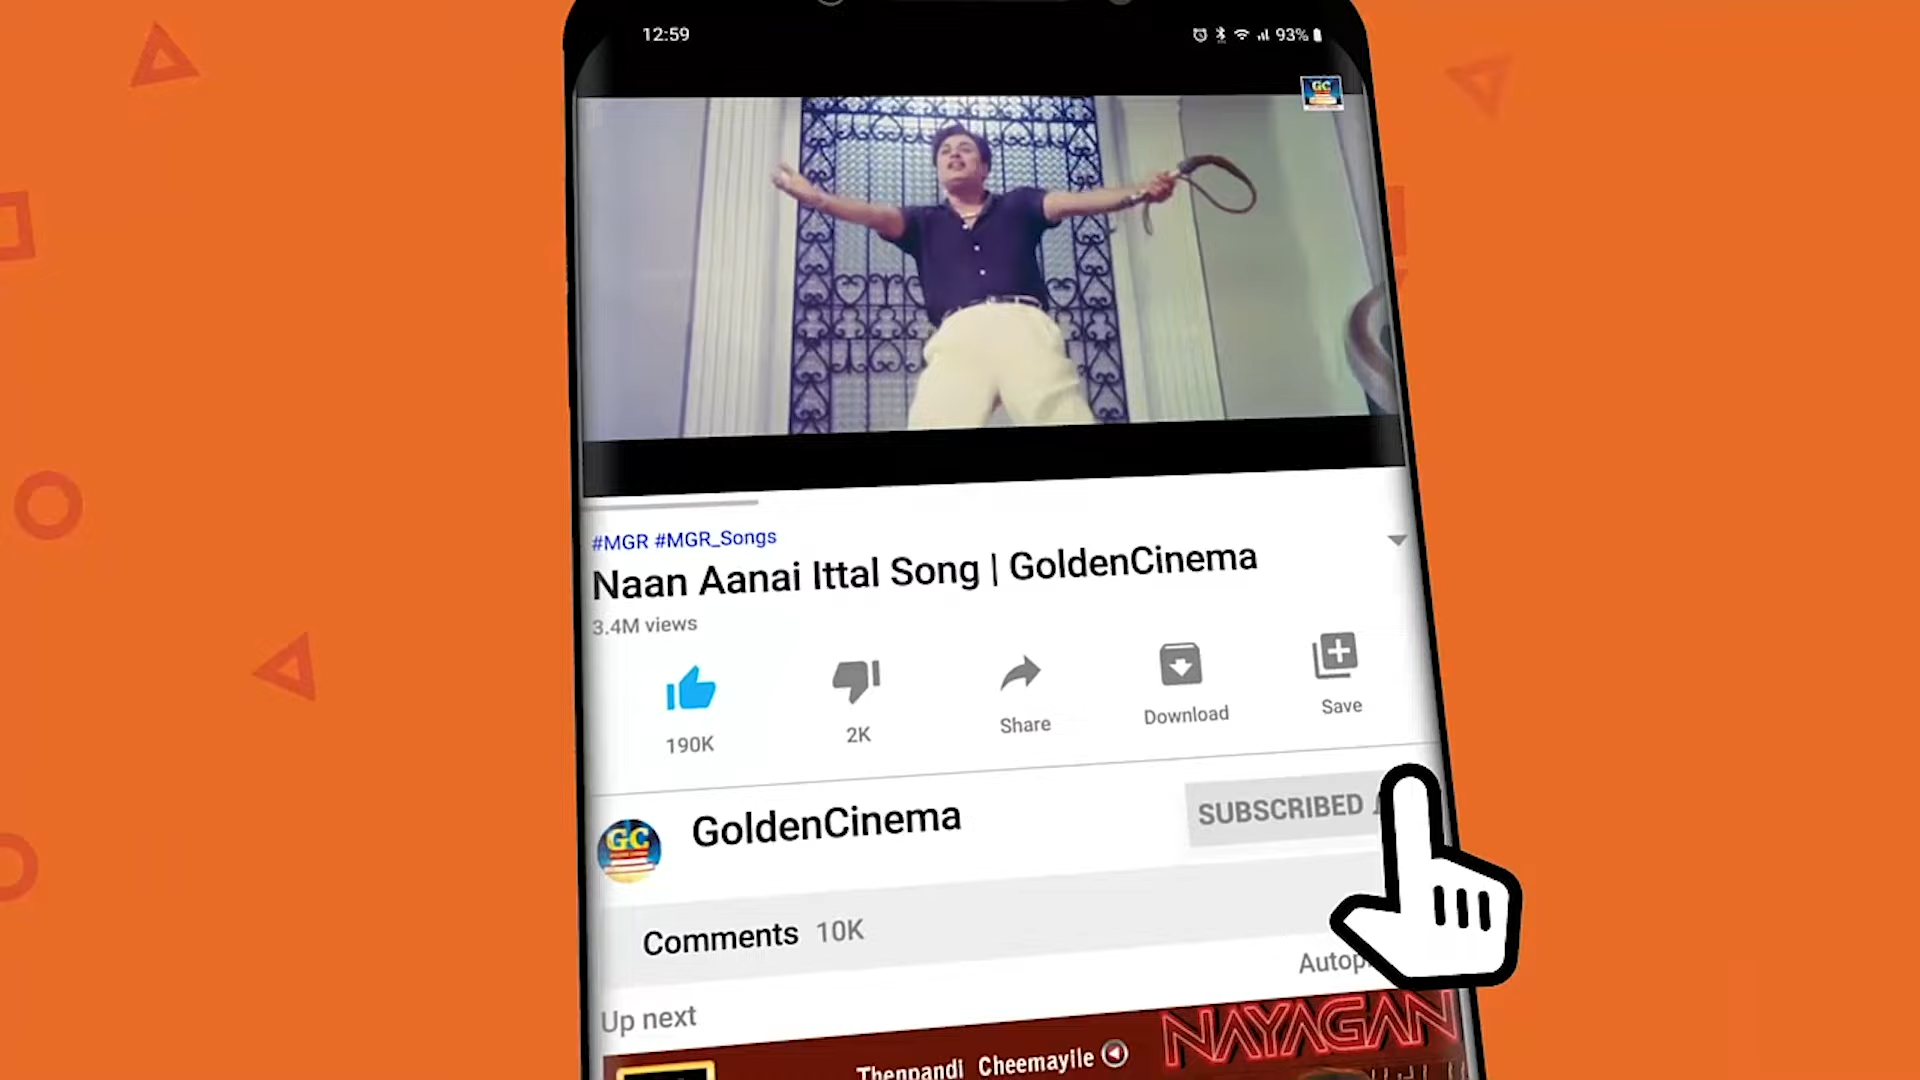 12:59
93%
GC
#MGR #MGR_Songs
Naan Aanai Ittal Song | GoldenCinema
3.4M views
190K
2K
Share
Download
Save
GC
GoldenCinema
SUBSCRIBED
Comments 10K
Up next
NAYAGAN
Thenpandi Cheemayile